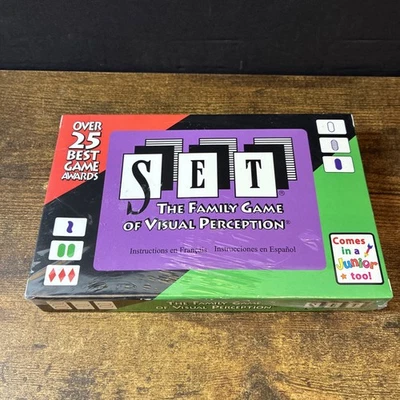 OVER
25
BEST
GAME
AWARDS
SET®
THE FAMILY GAME
OF VISUAL PERCEPTION®
Instructions en Français Instrucciones en Español
Comes
in a
Junior
too!
THE FAMILY GAME
OF VISUAL PERCEPTION